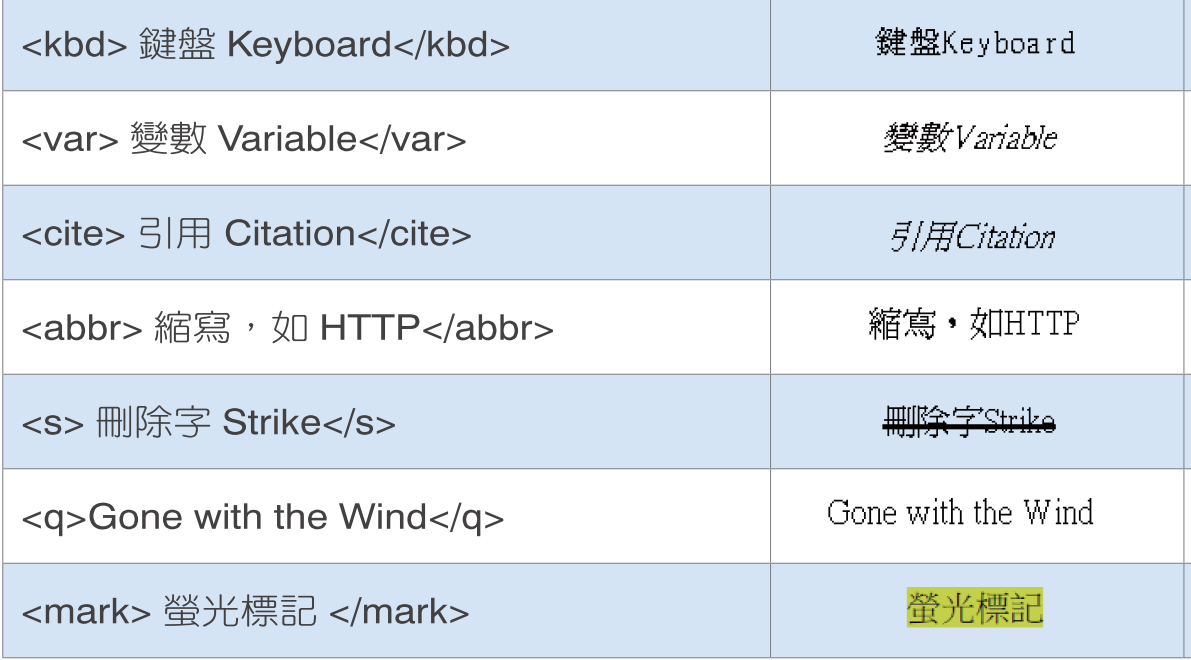 <kbd> 鍵盤 Keyboard</kbd> 鍵盤Keyboard
<var> 變數 Variable</var> 變數Variable
<cite> 引用 Citation</cite> 引用Citation
<abbr> 縮寫，如 HTTP</abbr> 縮寫，如HTTP
<s> 刪除字 Strike</s> 刪除字Strike
<q>Gone with the Wind</q> Gone with the Wind
<mark> 螢光標記 </mark> 螢光標記